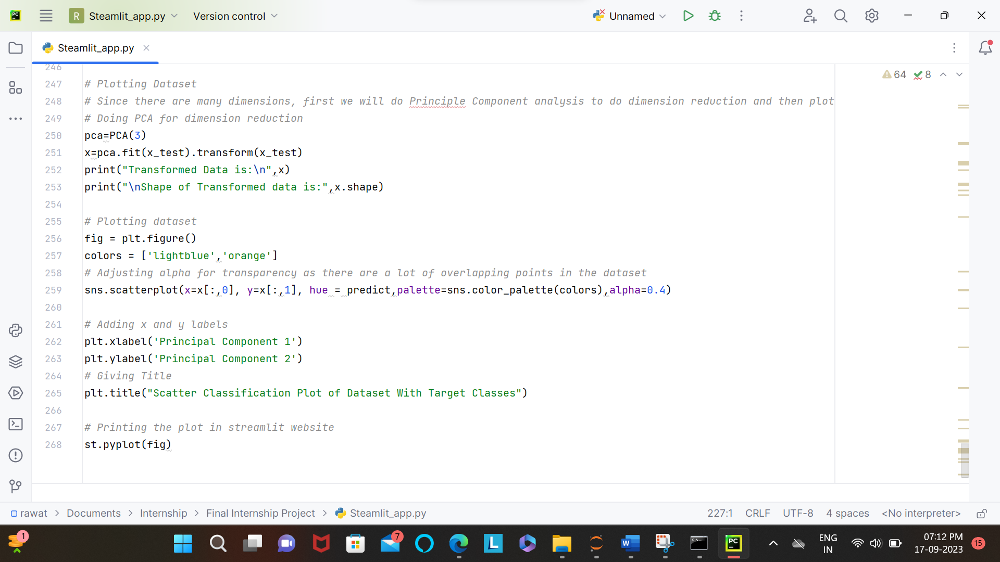 PC
R Steamlit_app.py Version control Unnamed
Steamlit_app.py
64 8
246
247 # Plotting Dataset
248 # Since there are many dimensions, first we will do Principle Component analysis to do dimension reduction and then plot
249 # Doing PCA for dimension reduction
250 pca=PCA(3)
251 x=pca.fit(x_test).transform(x_test)
252 print("Transformed Data is:\n",x)
253 print("\nShape of Transformed data is:",x.shape)
254
255 # Plotting dataset
256 fig = plt.figure()
257 colors = ['lightblue','orange']
258 # Adjusting alpha for transparency as there are a lot of overlapping points in the dataset
259 sns.scatterplot(x=x[:,0], y=x[:,1], hue = predict,palette=sns.color_palette(colors),alpha=0.4)
260
261 # Adding x and y labels
262 plt.xlabel('Principal Component 1')
263 plt.ylabel('Principal Component 2')
264 # Giving Title
265 plt.title("Scatter Classification Plot of Dataset With Target Classes")
266
267 # Printing the plot in streamlit website
268 st.pyplot(fig)
rawat > Documents > Internship > Final Internship Project > Steamlit_app.py 227:1 CRLF UTF-8 4 spaces <No interpreter>
1 7 L W PC ENG 07:12 PM 15
IN 17-09-2023